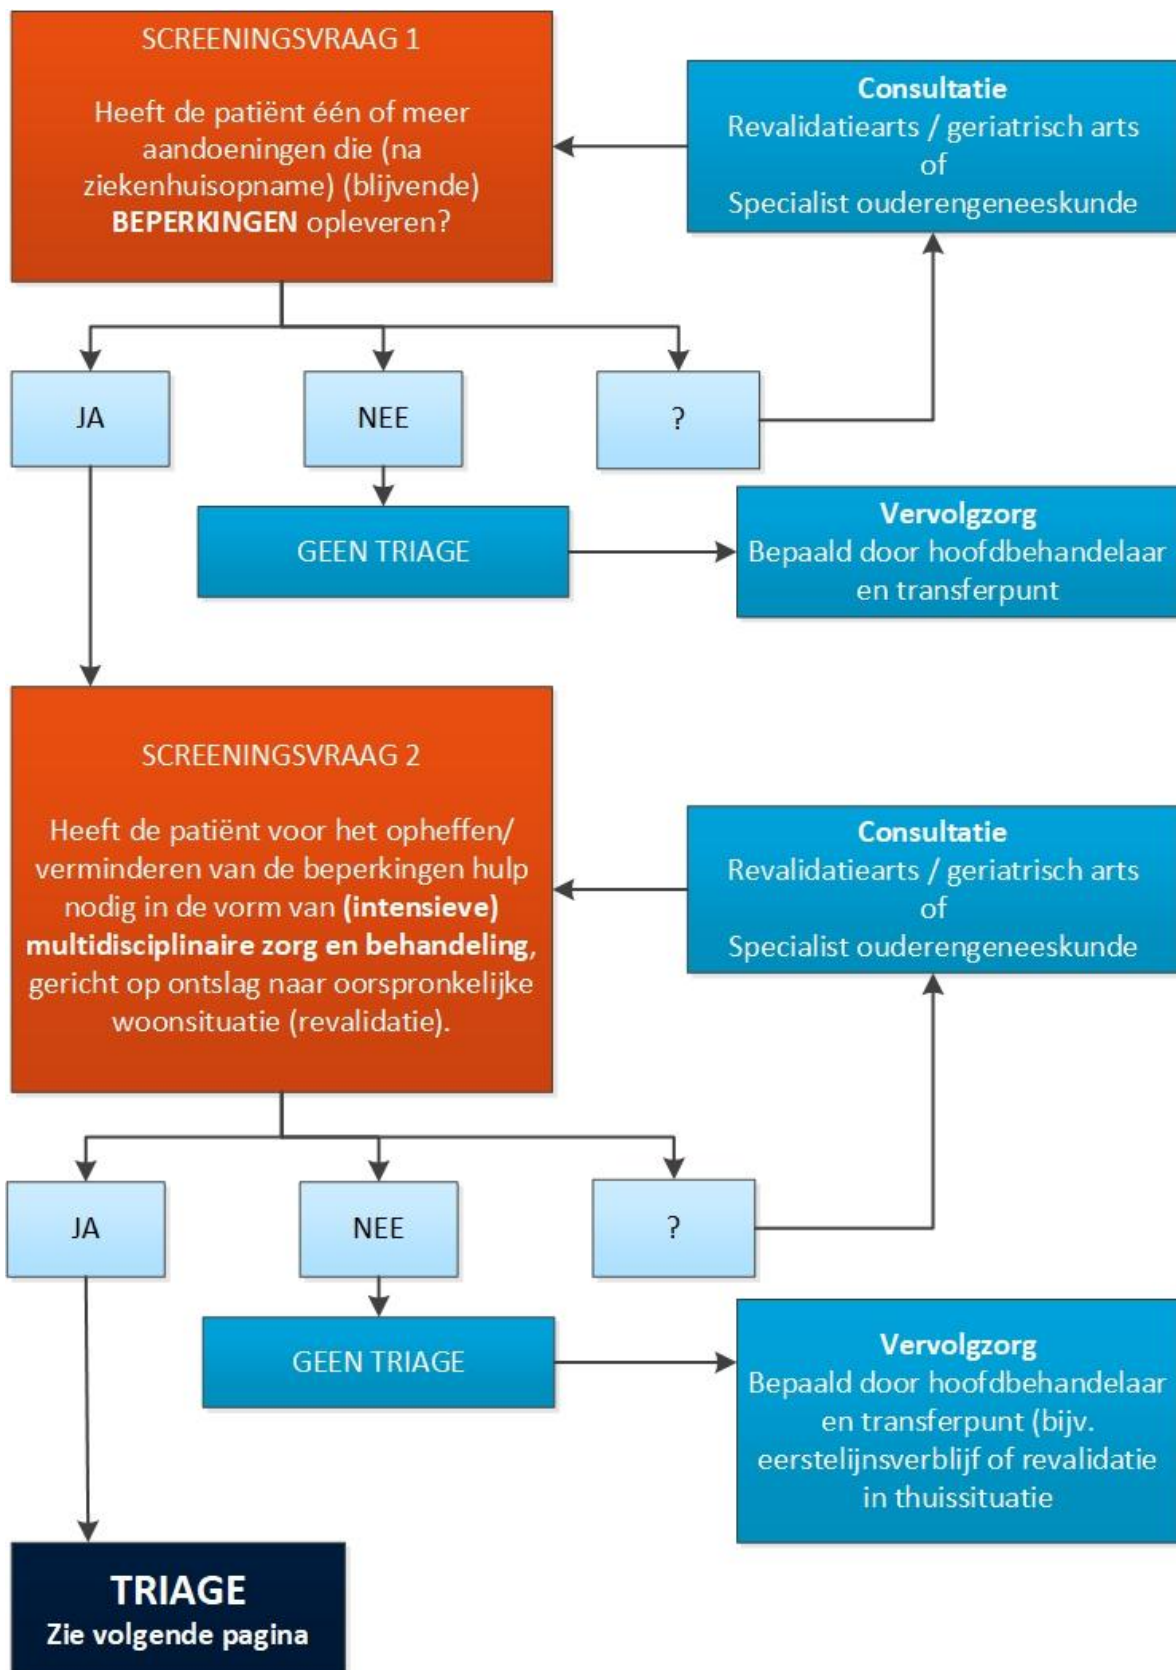 SCREENINGSVRAAG 1
Heeft de patiënt één of meer
aandoeningen die (na
ziekenhuisopname) (blijvende)
BEPERKINGEN opleveren?
Consultatie
Revalidatiearts / geriatrisch arts
of
Specialist ouderengeneeskunde
JA
NEE
?
GEEN TRIAGE
Vervolgzorg
Bepaald door hoofdbehandelaar
en transferpunt
SCREENINGSVRAAG 2
Heeft de patiënt voor het opheffen/
verminderen van de beperkingen hulp
nodig in de vorm van (intensieve)
multidisciplinaire zorg en behandeling,
gericht op ontslag naar oorspronkelijke
woonsituatie (revalidatie).
Consultatie
Revalidatiearts / geriatrisch arts
of
Specialist ouderengeneeskunde
JA
NEE
?
GEEN TRIAGE
Vervolgzorg
Bepaald door hoofdbehandelaar
en transferpunt (bijv.
eerstelijnsverblijf of revalidatie
in thuissituatie
TRIAGE
Zie volgende pagina